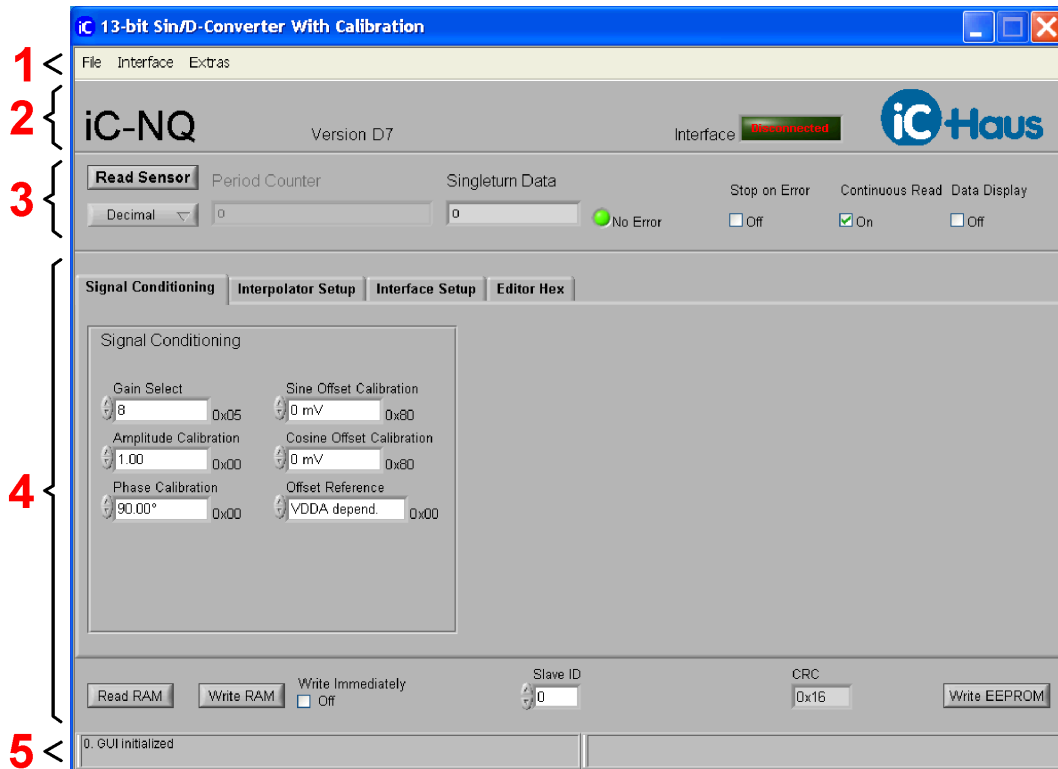 iC 13-bit Sin/D-Converter With Calibration
1
File Interface Extras
2
iC-NQ
Version D7
Interface Disconnected
iC Haus
3
Read Sensor Period Counter Singleturn Data
Decimal 0 0 No Error
Stop on Error Continuous Read Data Display
Off On Off
4
Signal Conditioning Interpolator Setup Interface Setup Editor Hex
Signal Conditioning
Gain Select Sine Offset Calibration
8 0x05 0 mV 0x80
Amplitude Calibration Cosine Offset Calibration
1.00 0x00 0 mV 0x80
Phase Calibration Offset Reference
90.00° 0x00 VDDA depend. 0x00
Read RAM Write RAM Write Immediately Off
Slave ID
0
CRC
0x16
Write EEPROM
5
0. GUI initialized